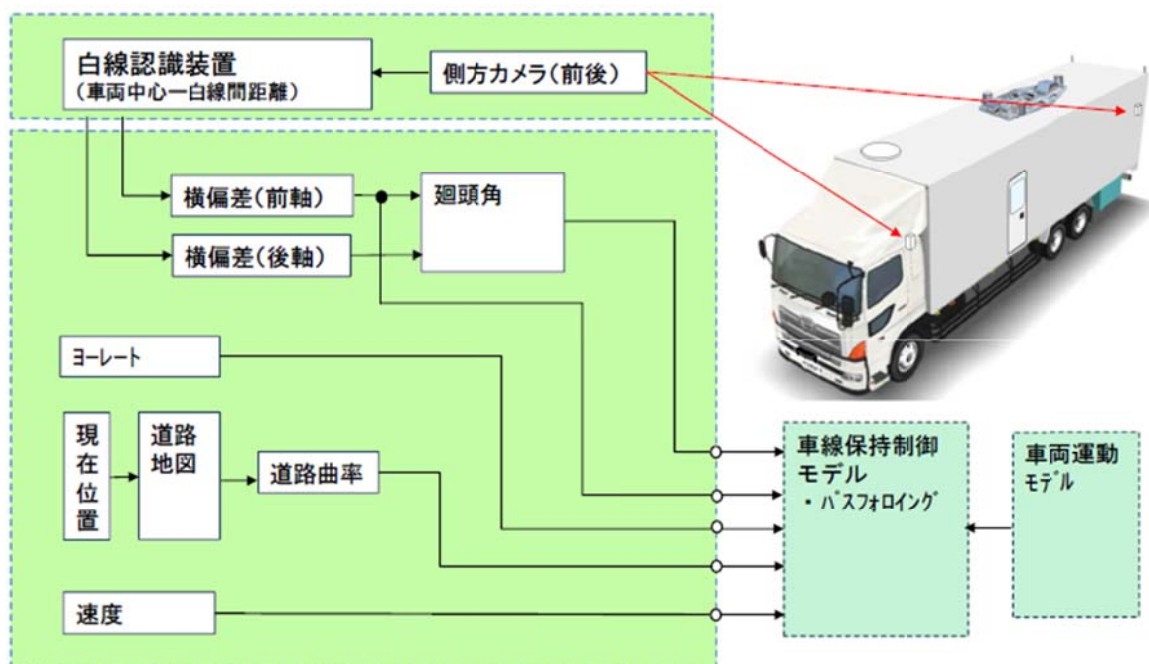 白線認識装置
（車両中心ー白線間距離）
側方カメラ（前後）
横偏差（前軸）
廻頭角
横偏差（後軸）
ヨーレート
現在位置
道路
地図
道路曲率
速度
車線保持制御
モデル
・ パスフォロイング
車両運動
モデル